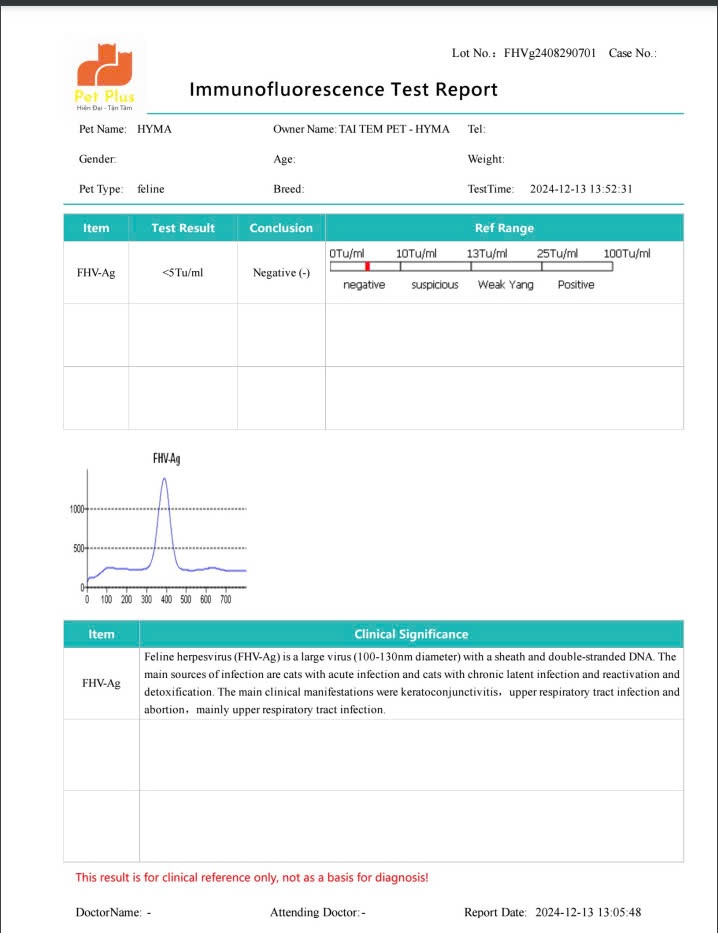 Lot No.: FHVg2408290701 Case No.:
Pet Plus
Hiện Đại - Tận Tâm
Immunofluorescence Test Report
Pet Name: HYMA Owner Name: TAI TEM PET - HYMA Tel:
Gender: Age: Weight:
Pet Type: feline Breed: TestTime: 2024-12-13 13:52:31
Item Test Result Conclusion Ref Range
0Tu/ml 10Tu/ml 13Tu/ml 25Tu/ml 100Tu/ml
FHV-Ag <5Tu/ml Negative (-)
negative suspicious Weak Yang Positive
FHV-Ag
1000
500
0
0 100 200 300 400 500 600 700
Item Clinical Significance
FHV-Ag
Feline herpesvirus (FHV-Ag) is a large virus (100-130nm diameter) with a sheath and double-stranded DNA. The
main sources of infection are cats with acute infection and cats with chronic latent infection and reactivation and
detoxification. The main clinical manifestations were keratoconjunctivitis，upper respiratory tract infection and
abortion，mainly upper respiratory tract infection.
This result is for clinical reference only, not as a basis for diagnosis!
DoctorName: - Attending Doctor:- Report Date: 2024-12-13 13:05:48